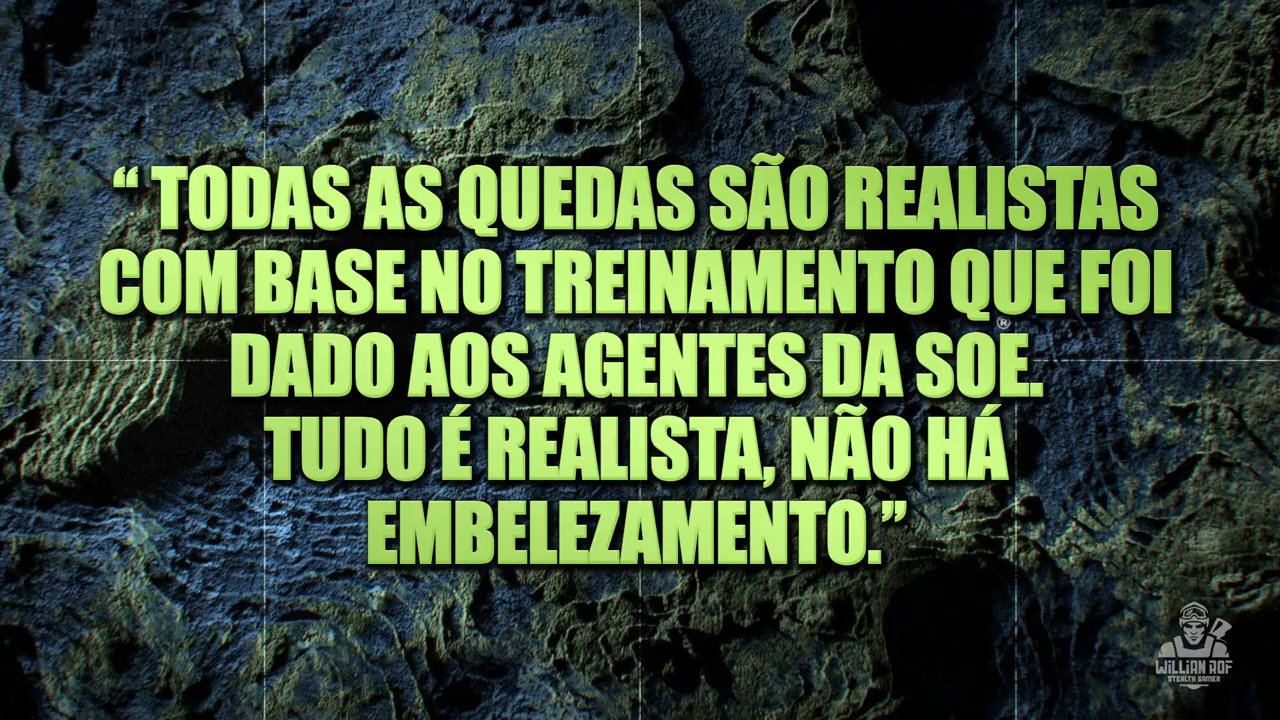 “ TODAS AS QUEDAS SÃO REALISTAS
COM BASE NO TREINAMENTO QUE FOI
DADO AOS AGENTES DA SOE.
®
TUDO É REALISTA, NÃO HÁ
EMBELEZAMENTO.”
WILLIAN ROF
STEALTH GAMER